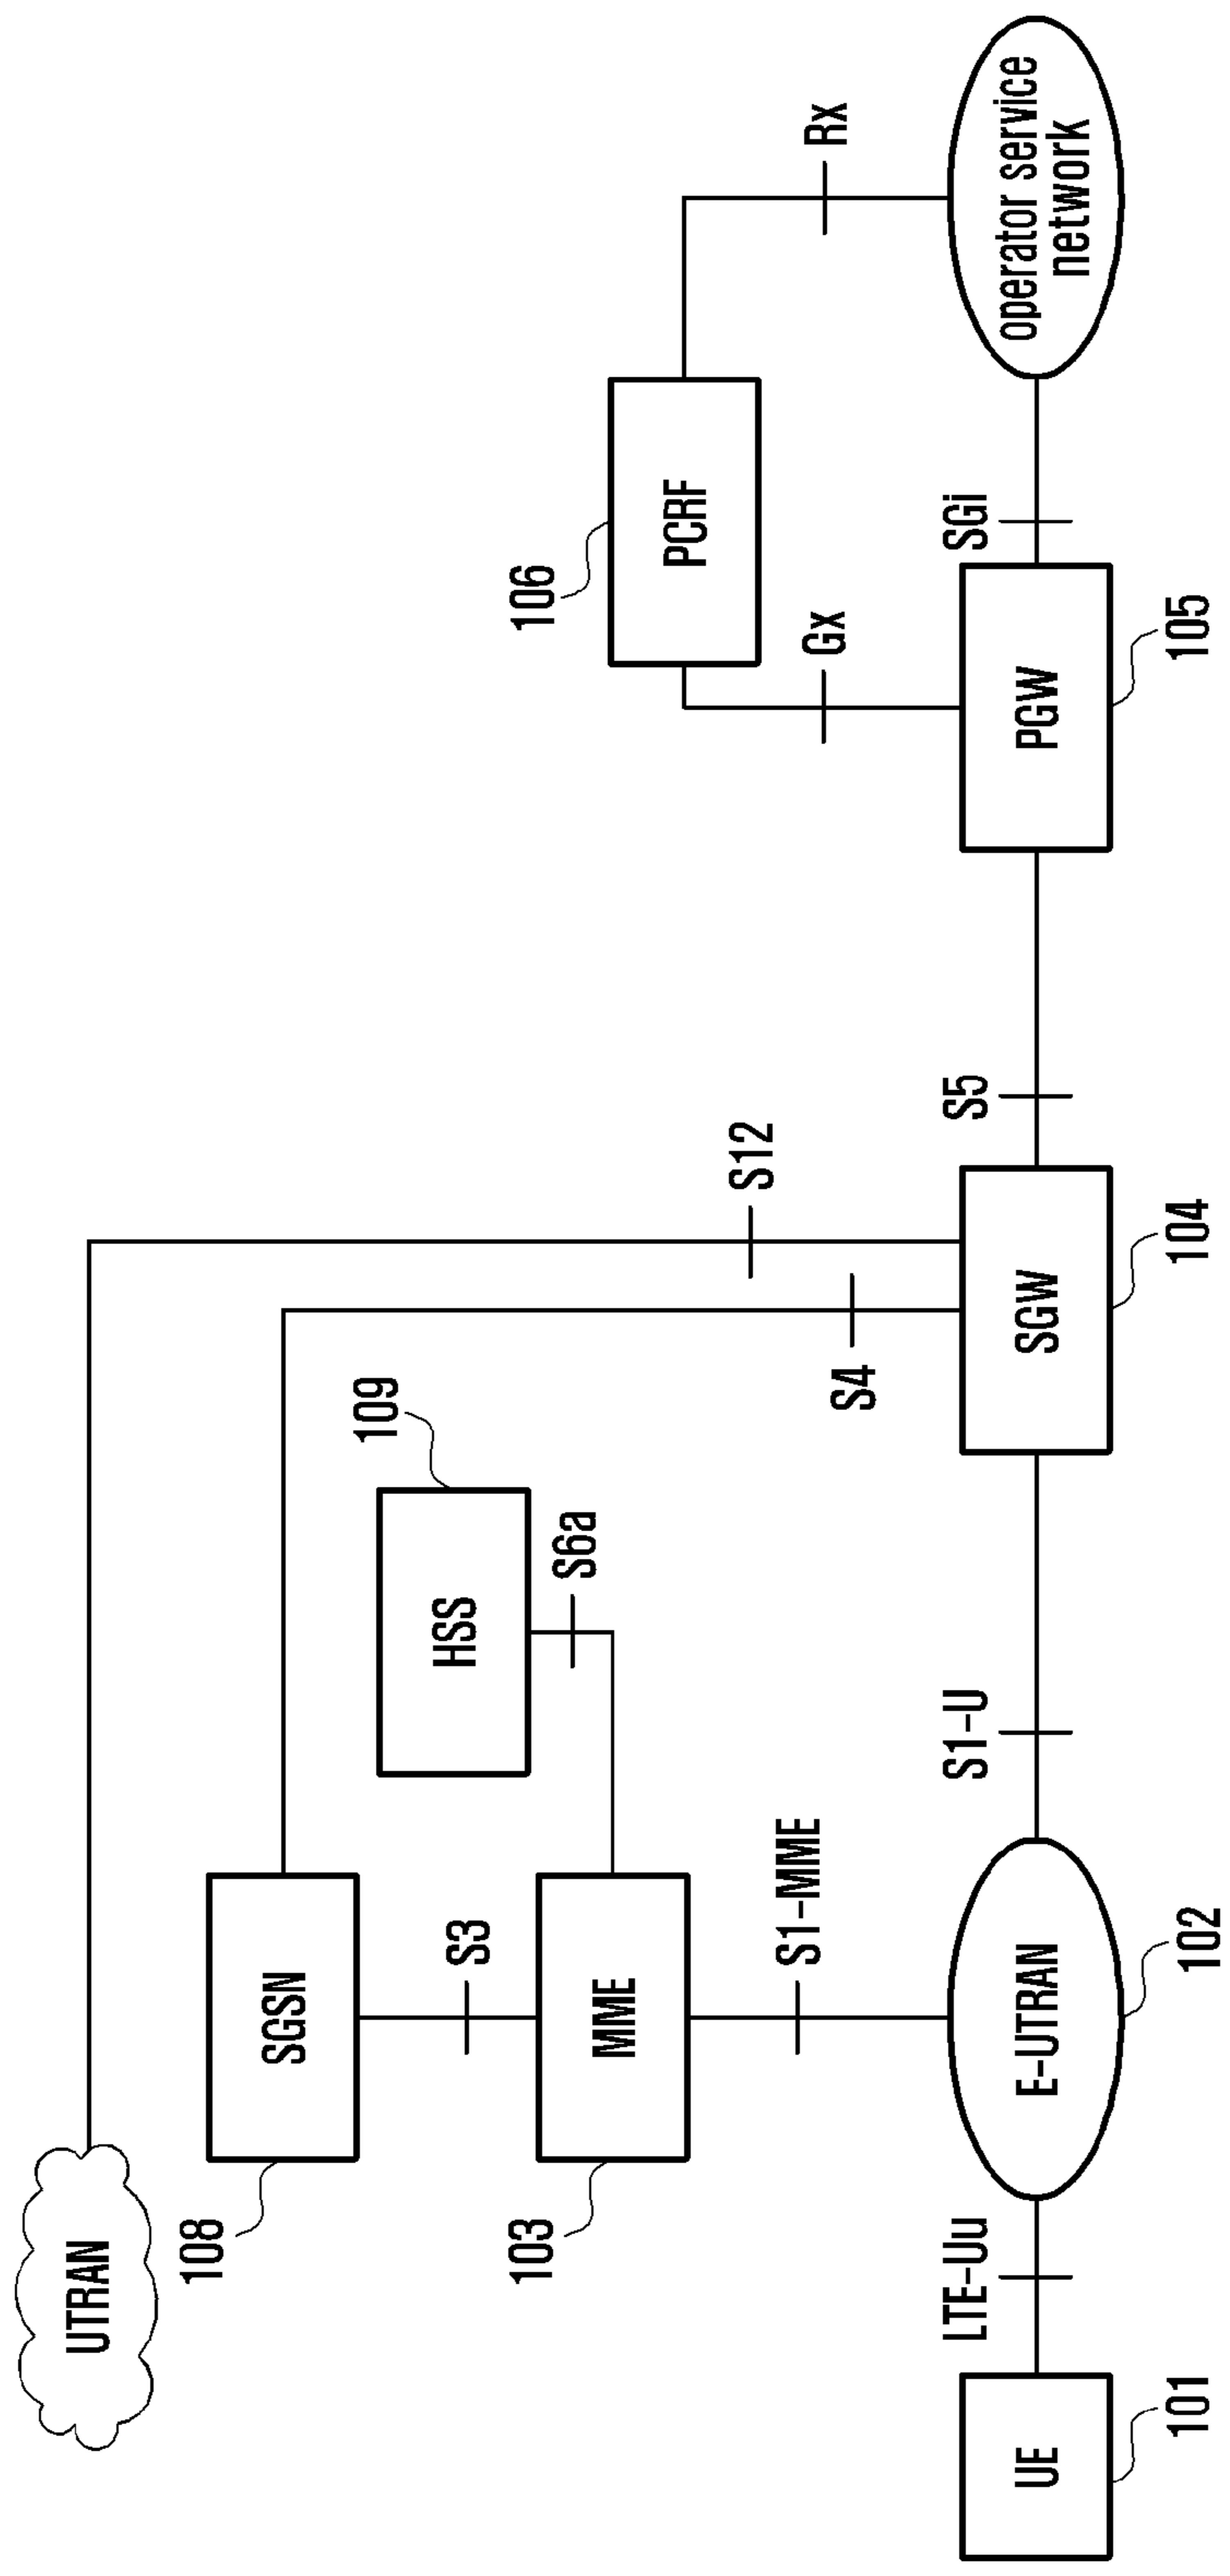 UTRAN
SGSN
108
S3
HSS
109
S6a
MME
103
S12
S4
S1-MME
PCRF
106
Gx
Rx
LTE-Uu
S1-U
S5
SGi
UE
101
E-UTRAN
102
SGW
104
PGW
105
operator service
network